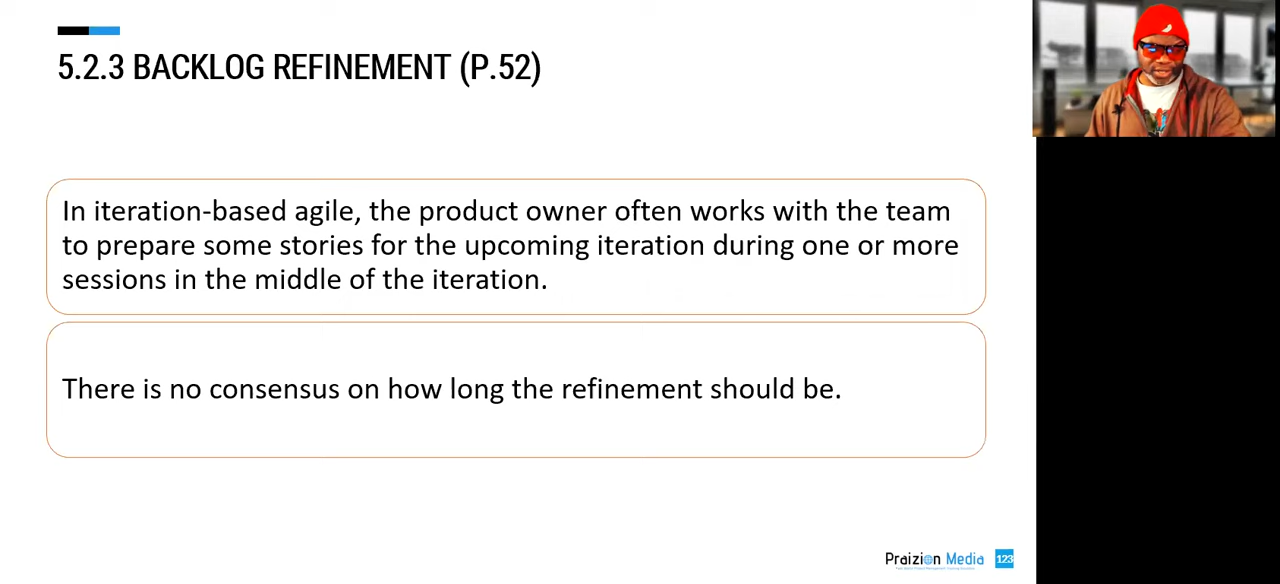 5.2.3 BACKLOG REFINEMENT (P.52)
In iteration-based agile, the product owner often works with the team
to prepare some stories for the upcoming iteration during one or more
sessions in the middle of the iteration.
There is no consensus on how long the refinement should be.
Praizion Media 123